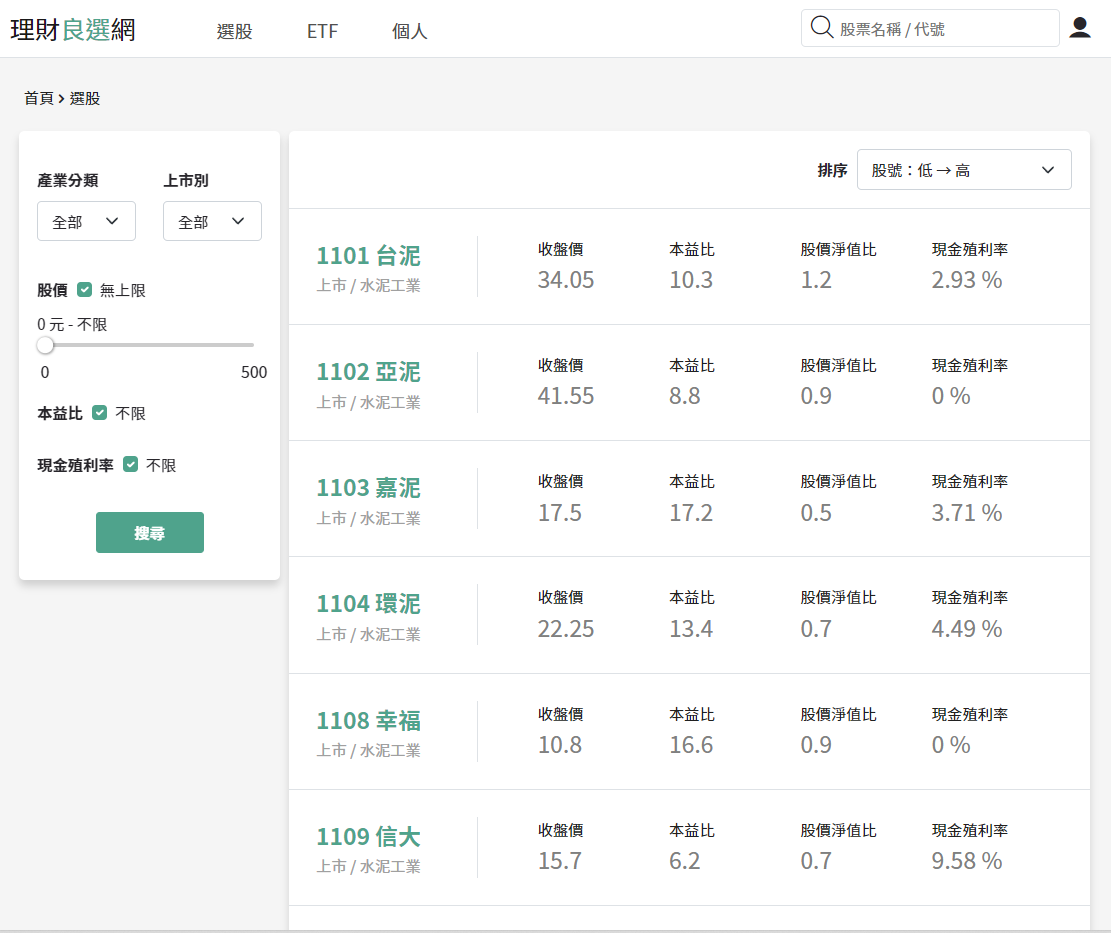 理財良選網 選股 ETF 個人 股票名稱 / 代號
首頁 > 選股
產業分類 上市別
全部 全部
股價 無上限
0 元 - 不限
0 500
本益比 不限
現金殖利率 不限
搜尋
排序 股號：低 → 高
1101 台泥
上市 / 水泥工業
收盤價 本益比 股價淨值比 現金殖利率
34.05 10.3 1.2 2.93 %
1102 亞泥
上市 / 水泥工業
收盤價 本益比 股價淨值比 現金殖利率
41.55 8.8 0.9 0 %
1103 嘉泥
上市 / 水泥工業
收盤價 本益比 股價淨值比 現金殖利率
17.5 17.2 0.5 3.71 %
1104 環泥
上市 / 水泥工業
收盤價 本益比 股價淨值比 現金殖利率
22.25 13.4 0.7 4.49 %
1108 幸福
上市 / 水泥工業
收盤價 本益比 股價淨值比 現金殖利率
10.8 16.6 0.9 0 %
1109 信大
上市 / 水泥工業
收盤價 本益比 股價淨值比 現金殖利率
15.7 6.2 0.7 9.58 %